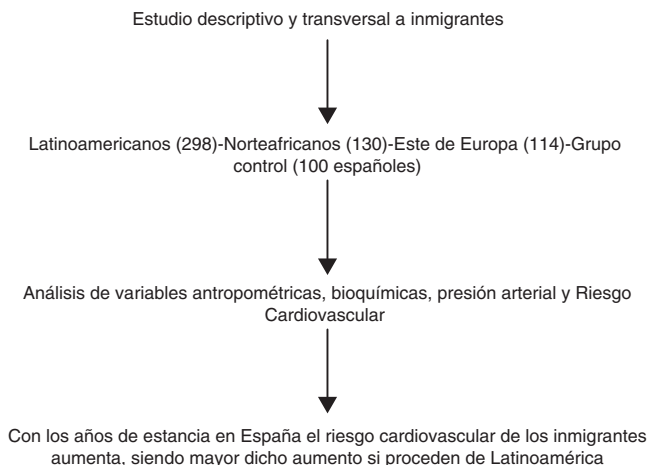 Estudio descriptivo y transversal a inmigrantes
Latinoamericanos (298)-Norteafricanos (130)-Este de Europa (114)-Grupo
control (100 españoles)
Análisis de variables antropométricas, bioquímicas, presión arterial y Riesgo
Cardiovascular
Con los años de estancia en España el riesgo cardiovascular de los inmigrantes
aumenta, siendo mayor dicho aumento si proceden de Latinoamérica